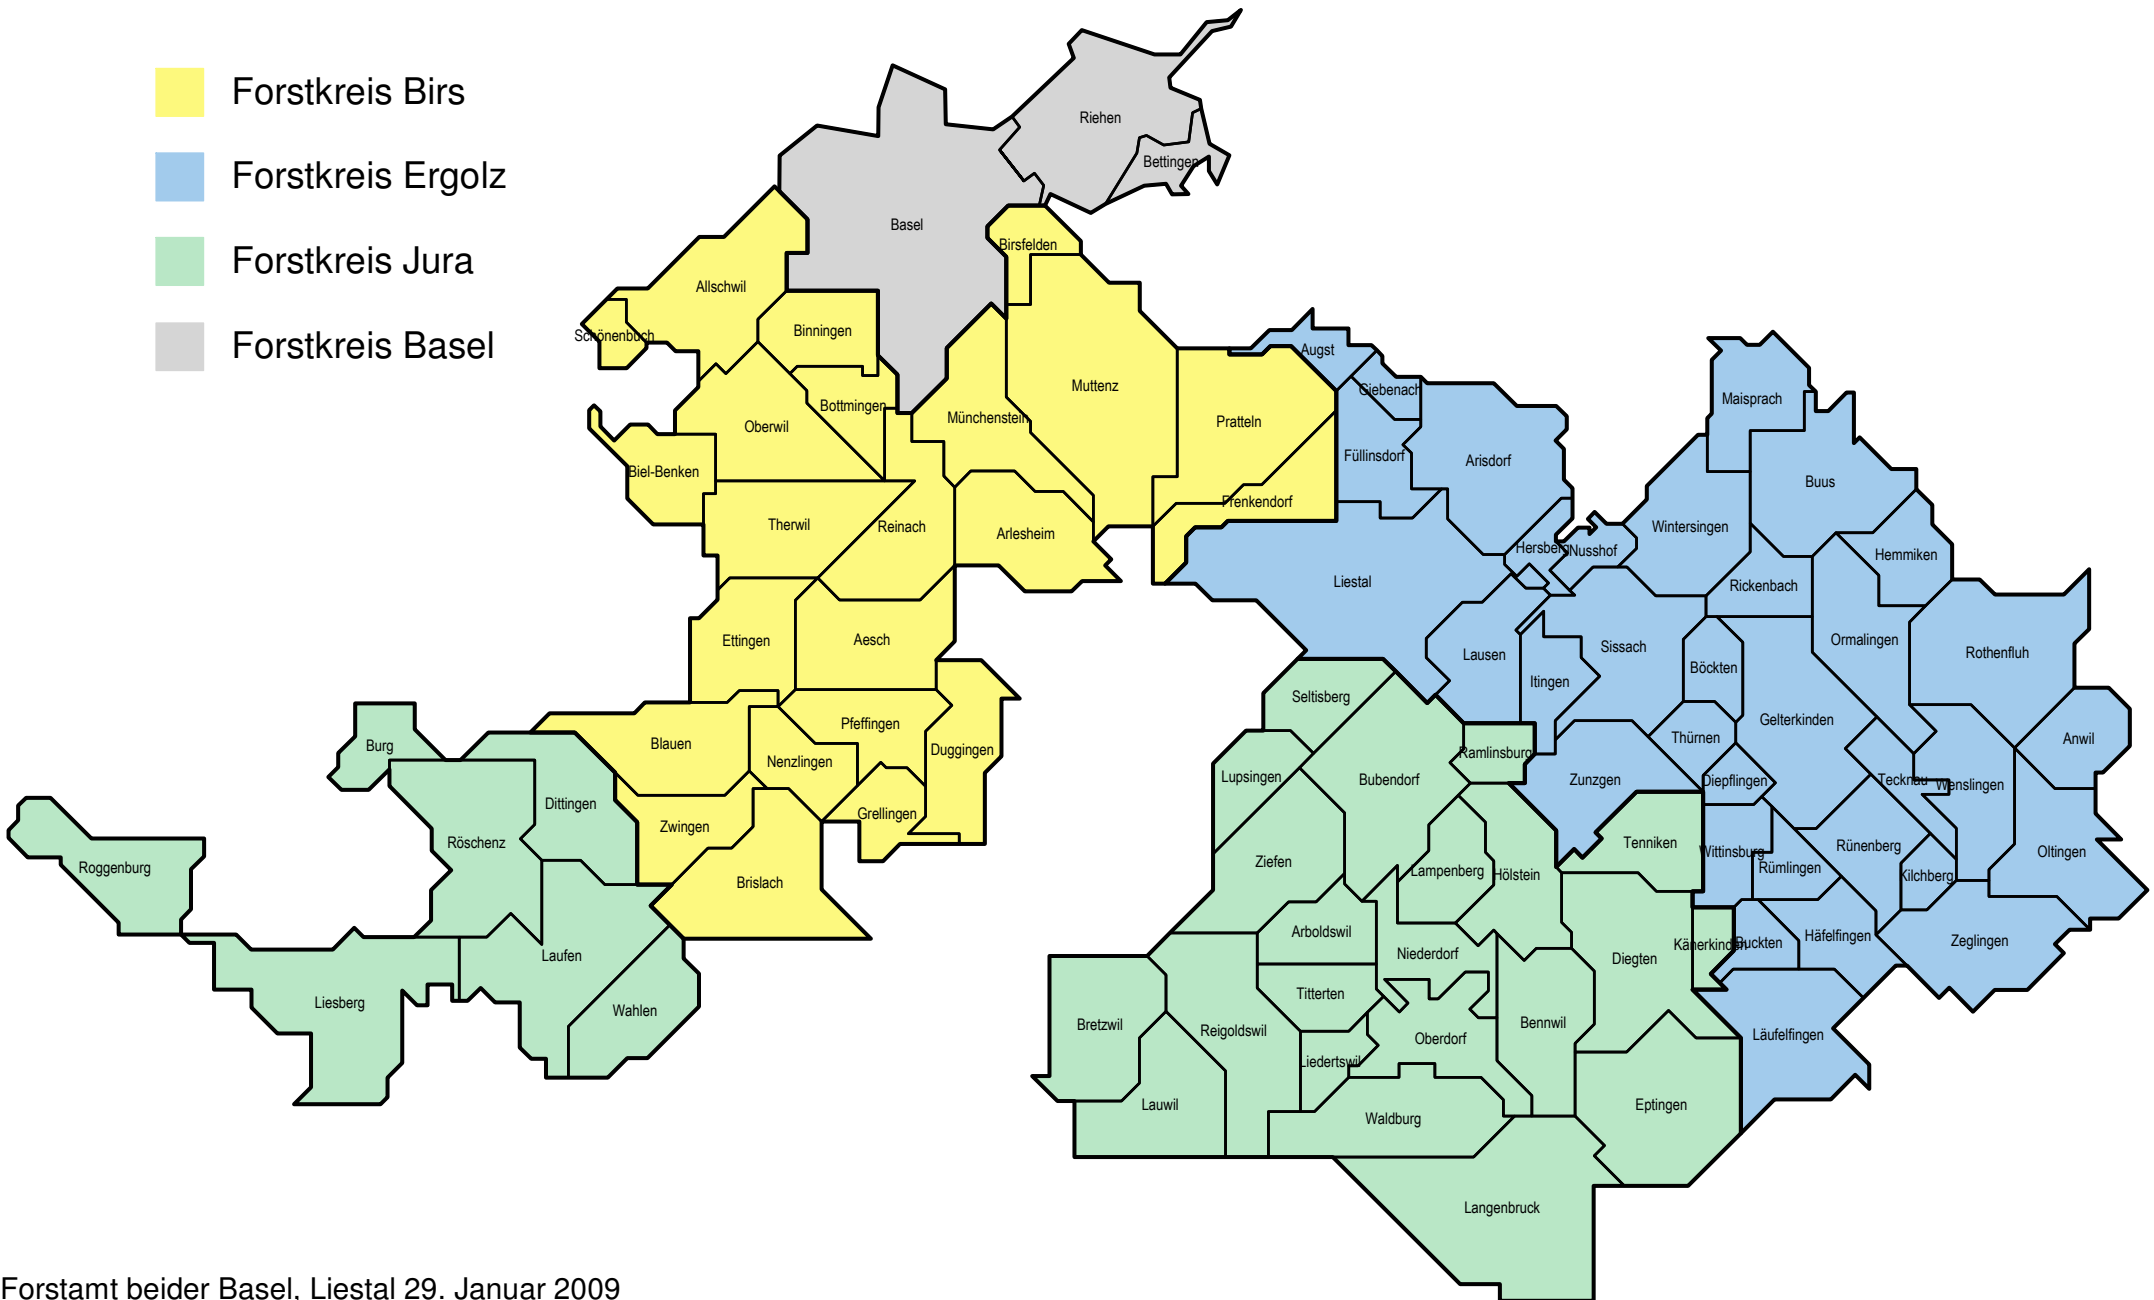 Forstkreis Birs
Forstkreis Ergolz
Forstkreis Jura
Forstkreis Basel
Riehen
Bettingen
Basel
Birsfelden
Allschwil
Binningen
Schönenbuch
Augst
Muttenz
Giebenach
Maisprach
Bottmingen
Münchenstein
Pratteln
Oberwil
Füllinsdorf
Arisdorf
Biel-Benken
Buus
Frenkendorf
Therwil
Reinach
Arlesheim
Wintersingen
Hersberg
Nusshof
Hemmiken
Liestal
Rickenbach
Ettingen
Aesch
Lausen
Sissach
Ormalingen
Rothenfluh
Böckten
Itingen
Seltisberg
Gelterkinden
Pfeffingen
Thürnen
Anwil
Burg
Blauen
Duggingen
Ramlinsburg
Nenzlingen
Lupsingen
Bubendorf
Zunzgen
Diepflingen
Tecknau
Wenslingen
Dittingen
Grellingen
Zwingen
Röschenz
Tenniken
Rünenberg
Wittinsburg
Oltingen
Roggenburg
Ziefen
Lampenberg
Hölstein
Rümlingen
Kilchberg
Brislach
Arboldswil
Häfelfingen
Känerkinden
Buckten
Zeglingen
Laufen
Niederdorf
Diegten
Titterten
Liesberg
Wahlen
Bretzwil
Reigoldswil
Bennwil
Oberdorf
Läufelfingen
Liedertswil
Lauwil
Waldburg
Eptingen
Langenbruck
Forstamt beider Basel, Liestal 29. Januar 2009